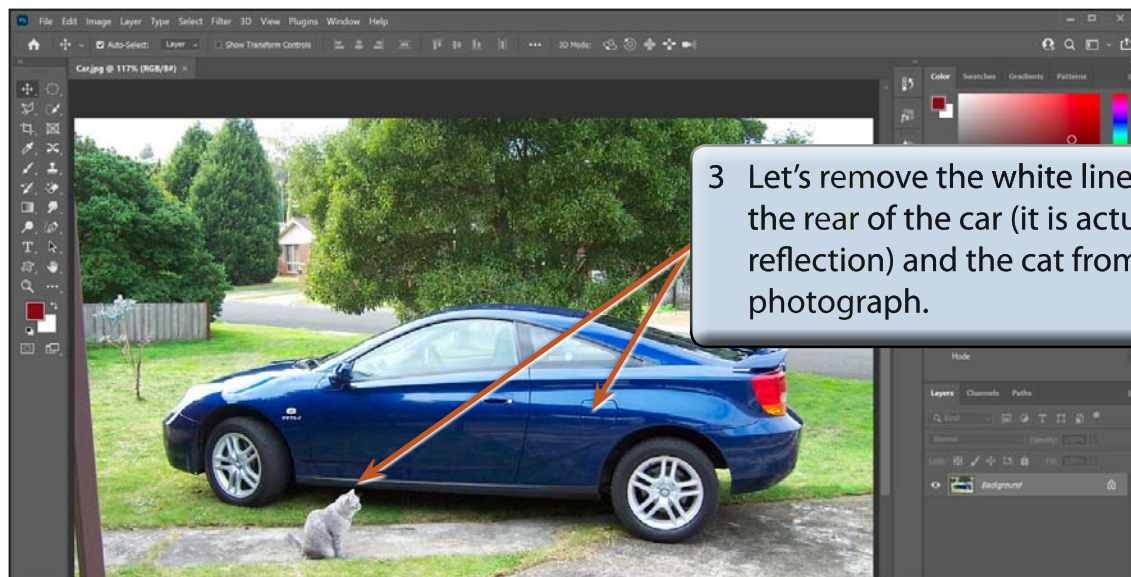 Ps File Edit Image Layer Type Select Filter 3D View Plugins Window Help
Auto-Select: Layer Show Transform Controls ••• 3D Mode:
Car.jpg @ 117% (RGB/8#) ×
Color Swatches Gradients Patterns
3 Let's remove the white line
the rear of the car (it is actu
reflection) and the cat from
photograph.
Mode
Layers Channels Paths
Kind
Normal Opacity: 100%
Lock: Fill: 100%
Background